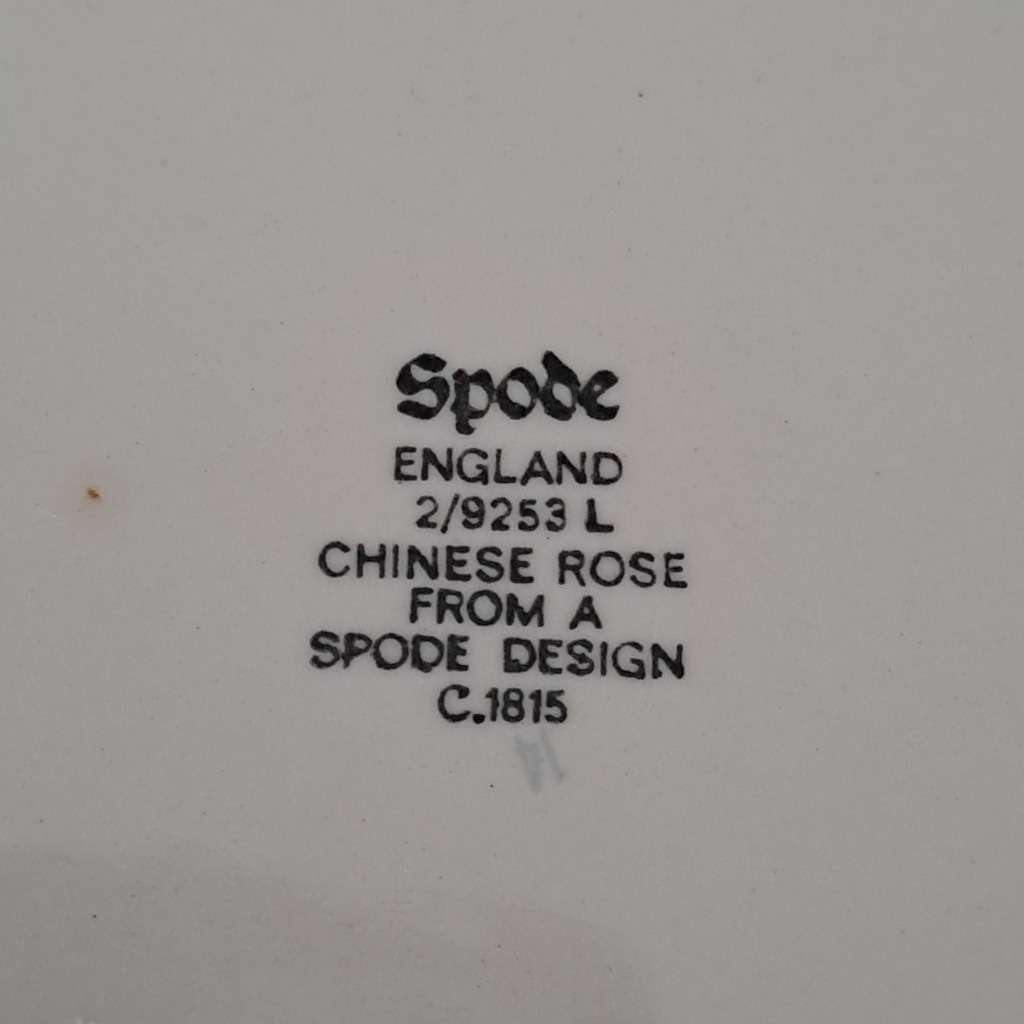 Spode
ENGLAND
2/9253 L
CHINESE ROSE
FROM A
SPODE DESIGN
C.1815